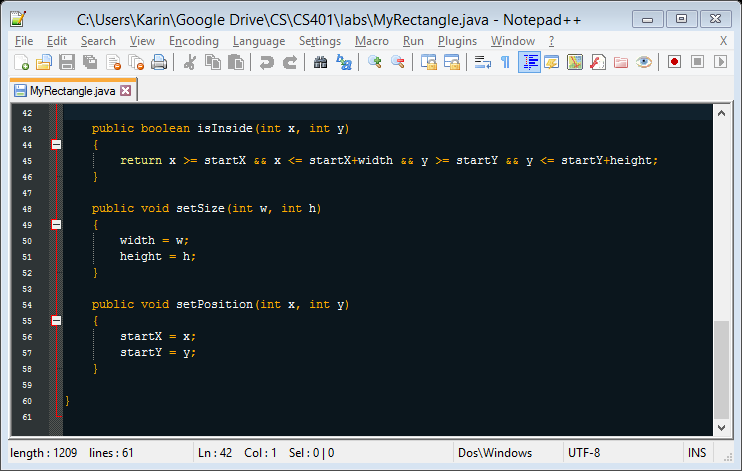 C:\Users\Karin\Google Drive\CS\CS401\labs\MyRectangle.java - Notepad++
File Edit Search View Encoding Language Settings Macro Run Plugins Window ? X
MyRectangle.java
42
43 public boolean isInside(int x, int y)
44 {
45 return x >= startX && x <= startX+width && y >= startY && y <= startY+height;
46 }
47
48 public void setSize(int w, int h)
49 {
50 width = w;
51 height = h;
52 }
53
54 public void setPosition(int x, int y)
55 {
56 startX = x;
57 startY = y;
58 }
59
60 }
61
length : 1209 lines : 61 Ln : 42 Col : 1 Sel : 0 | 0 Dos\Windows UTF-8 INS